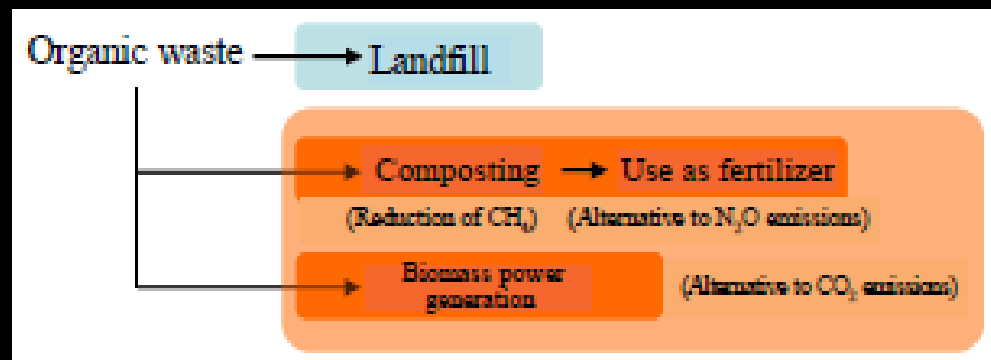 Organic waste
Landfill
Composting
Use as fertilizer
(Reduction of CH₄)
(Alternative to N₂O emissions)
Biomass power
generation
(Alternative to CO₂ emissions)